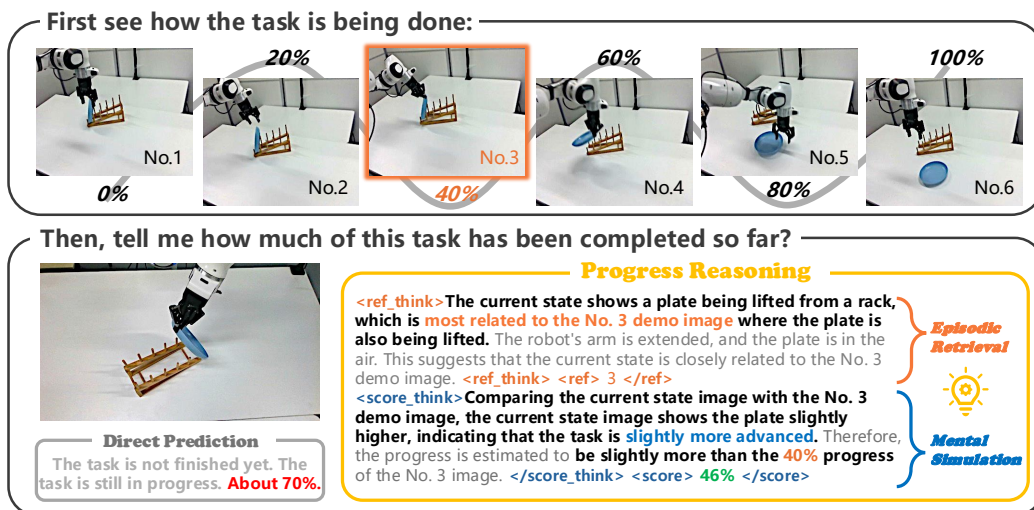 First see how the task is being done:
20%
60%
100%
No.1
No.2
No.3
No.4
No.5
No.6
0%
40%
80%
Then, tell me how much of this task has been completed so far?
Progress Reasoning
<ref_think>The current state shows a plate being lifted from a rack,
which is most related to the No. 3 demo image where the plate is
also being lifted. The robot's arm is extended, and the plate is in the
air. This suggests that the current state is closely related to the No. 3
demo image. <ref_think> <ref> 3 </ref>
Episodic
Retrieval
<score_think>Comparing the current state image with the No. 3
demo image, the current state image shows the plate slightly
higher, indicating that the task is slightly more advanced. Therefore,
the progress is estimated to be slightly more than the 40% progress
of the No. 3 image. </score_think> <score> 46% </score>
Mental
Simulation
Direct Prediction
The task is not finished yet. The
task is still in progress. About 70%.